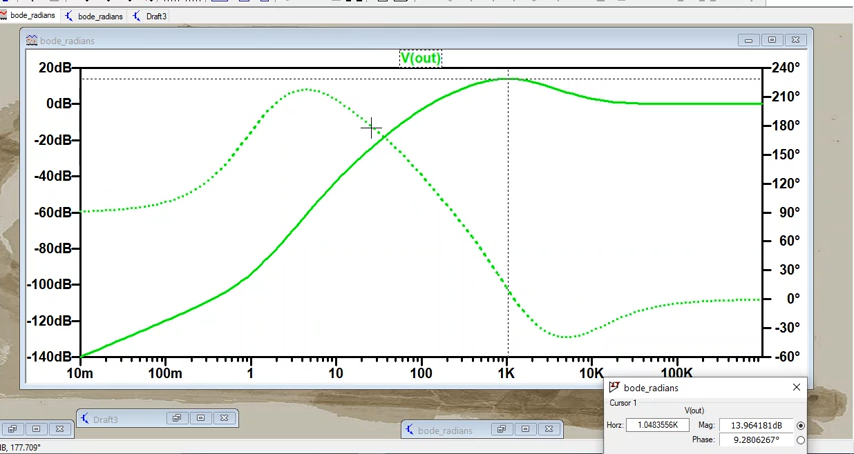 bode_radians
bode_radians
Draft3
bode_radians
V(out)
20dB
0dB
-20dB
-40dB
-60dB
-80dB
-100dB
-120dB
-140dB
240°
210°
180°
150°
120°
90°
60°
30°
0°
-30°
-60°
10m 100m 1 10 100 1K 10K 100K
Draft3
bode_radians
bode_radians
Cursor 1
V(out)
Horz: 1.0483556K Mag: 13.964181dB
Phase: 9.2806267°
dB, 177.709°